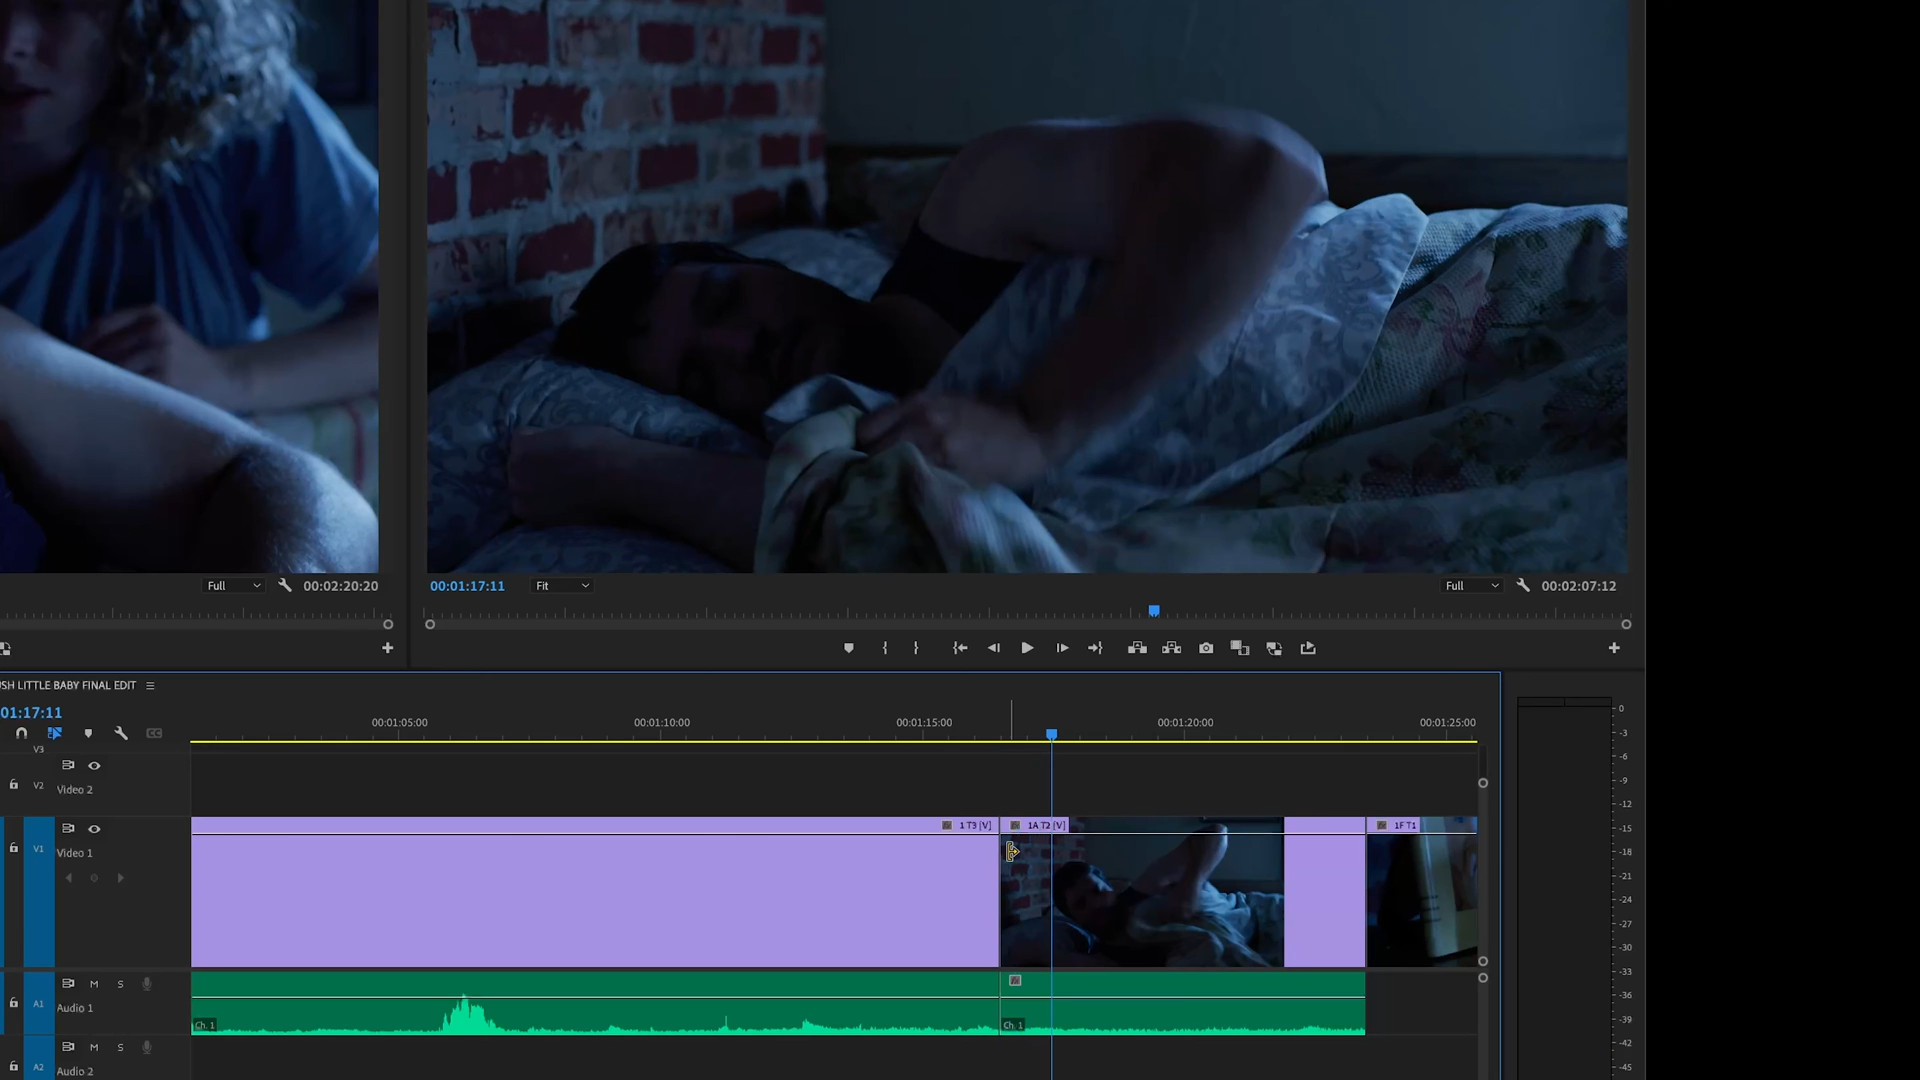 Full
00:02:20:20
00:01:17:11
Fit
Full
00:02:07:12
SH LITTLE BABY FINAL EDIT
01:17:11
00:01:05:00
00:01:10:00
00:01:15:00
00:01:20:00
00:01:25:00
V3
V2
Video 2
V1
Video 1
fx 1 T3 [V]
fx 1A T2 [V]
fx 1F T1
A1
M
S
Audio 1
Ch. 1
fx
Ch. 1
M
S
A2
Audio 2
0
-3
-6
-9
-12
-15
-18
-21
-24
-27
-30
-33
-36
-39
-42
-45